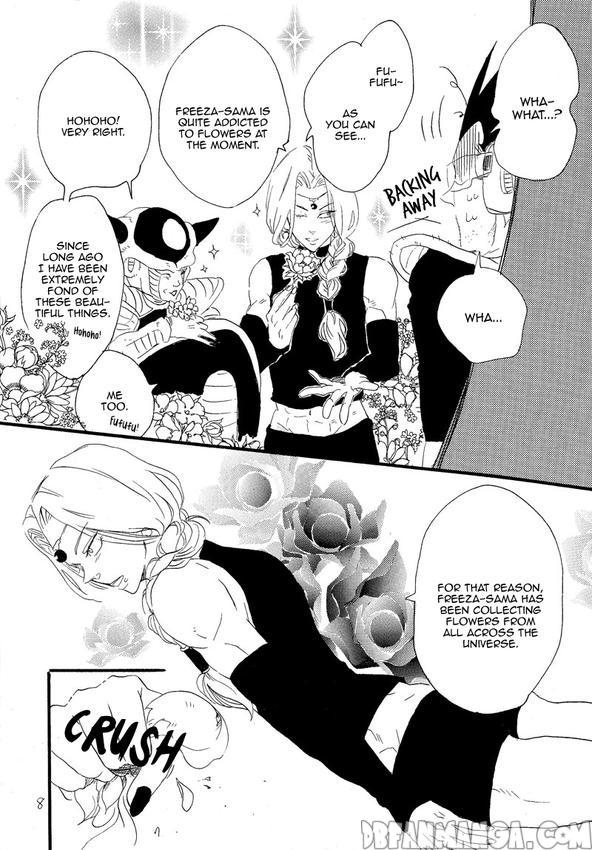 WHA-
WHAT...?
FU-
FUFU~
AS
YOU CAN
SEE...
BACKING
AWAY
FREEZA-SAMA IS
QUITE ADDICTED
TO FLOWERS AT
THE MOMENT.
HOHOHO!
VERY RIGHT.
WHA...
SINCE
LONG AGO
I HAVE BEEN
EXTREMELY
FOND OF
THESE BEAU-
TIFUL THINGS.
Hohoho!
ME
TOO.
Fufufu!
FOR THAT REASON,
FREEZA-SAMA HAS
BEEN COLLECTING
FLOWERS FROM
ALL ACROSS THE
UNIVERSE.
CRUSH
8
DBFANMANGA.COM